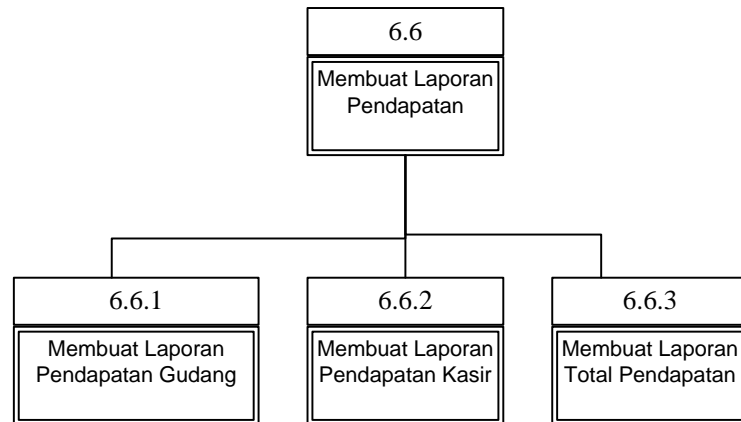 6.6
Membuat Laporan
Pendapatan
6.6.1
Membuat Laporan
Pendapatan Gudang
6.6.2
Membuat Laporan
Pendapatan Kasir
6.6.3
Membuat Laporan
Total Pendapatan